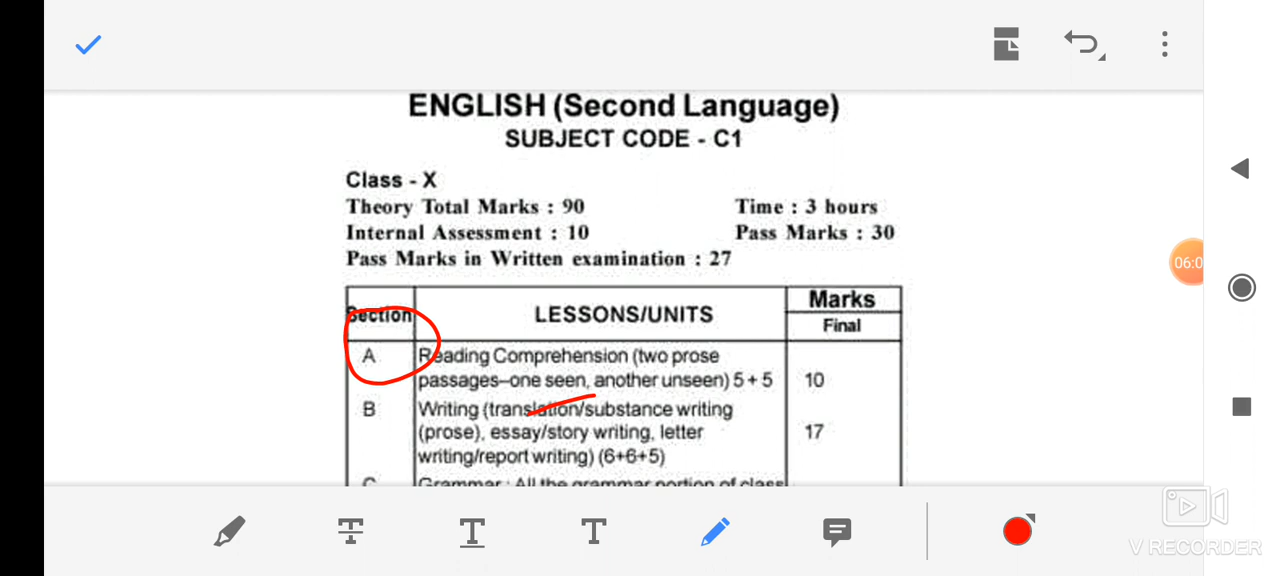 ENGLISH (Second Language)
SUBJECT CODE - C1
Class - X
Theory Total Marks : 90 Time : 3 hours
Internal Assessment : 10 Pass Marks : 30
Pass Marks in Written examination : 27
06:0
Section LESSONS/UNITS Marks
Final
A Reading Comprehension (two prose
passages–one seen, another unseen) 5 + 5 10
B Writing (translation/substance writing
(prose), essay/story writing, letter 17
writing/report writing) (6+6+5)
C Grammar : All the grammar portion of class
T T T
V RECORDER